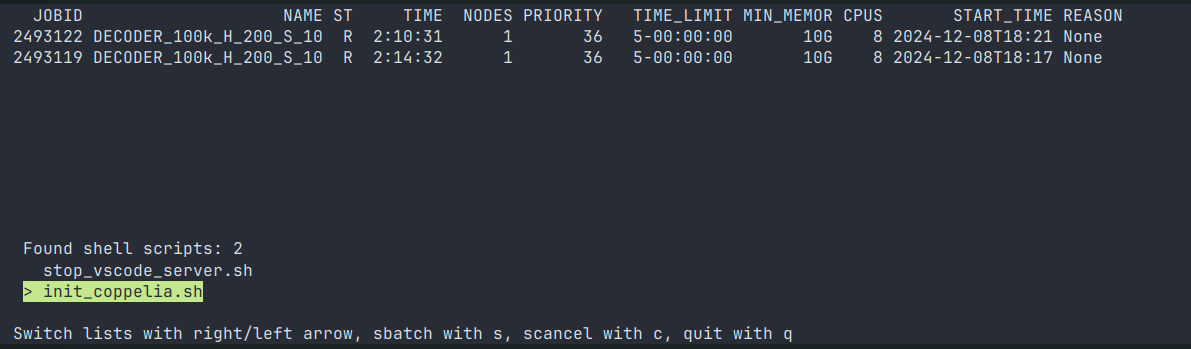 JOBID NAME ST TIME NODES PRIORITY TIME_LIMIT MIN_MEMOR CPUS START_TIME REASON
2493122 DECODER_100k_H_200_S_10 R 2:10:31 1 36 5-00:00:00 10G 8 2024-12-08T18:21 None
2493119 DECODER_100k_H_200_S_10 R 2:14:32 1 36 5-00:00:00 10G 8 2024-12-08T18:17 None
Found shell scripts: 2
stop_vscode_server.sh
> init_coppelia.sh
Switch lists with right/left arrow, sbatch with s, scancel with c, quit with q